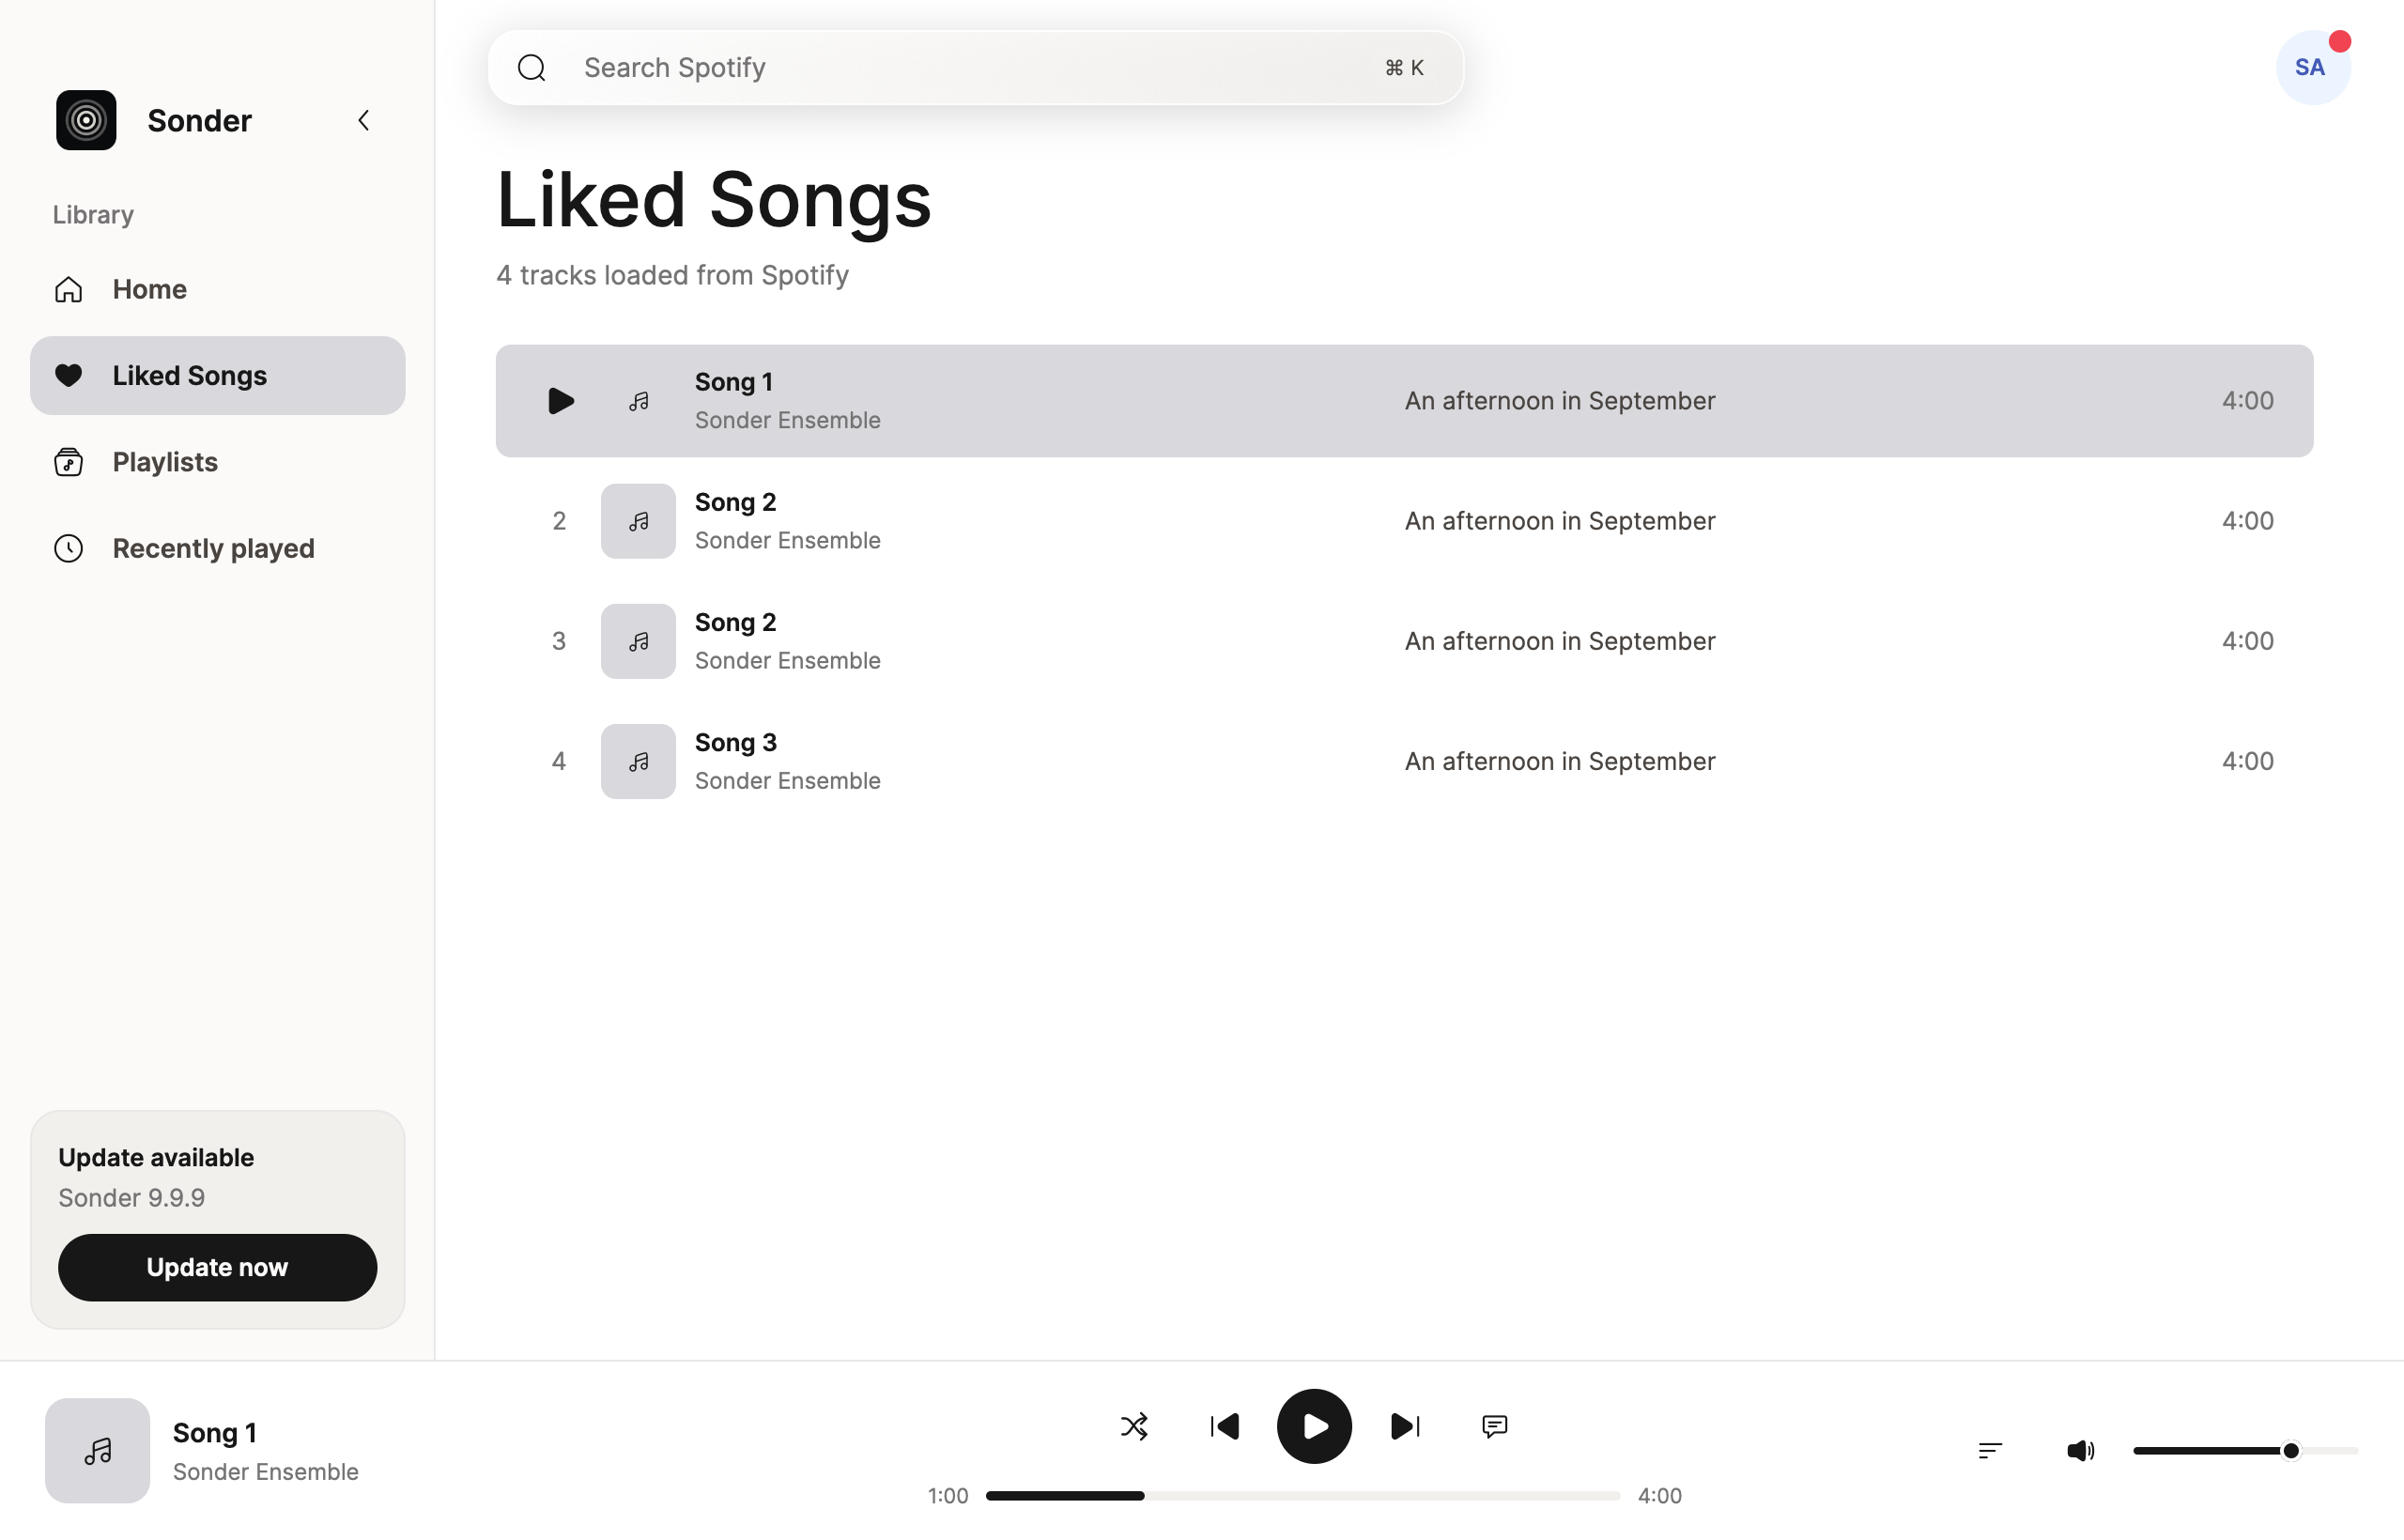 Sonder
Library
Home
Liked Songs
Playlists
Recently played
Update available
Sonder 9.9.9
Update now
Search Spotify
⌘ K
SA
Liked Songs
4 tracks loaded from Spotify
Song 1
Sonder Ensemble
An afternoon in September
4:00
2
Song 2
Sonder Ensemble
An afternoon in September
4:00
3
Song 2
Sonder Ensemble
An afternoon in September
4:00
4
Song 3
Sonder Ensemble
An afternoon in September
4:00
Song 1
Sonder Ensemble
1:00
4:00